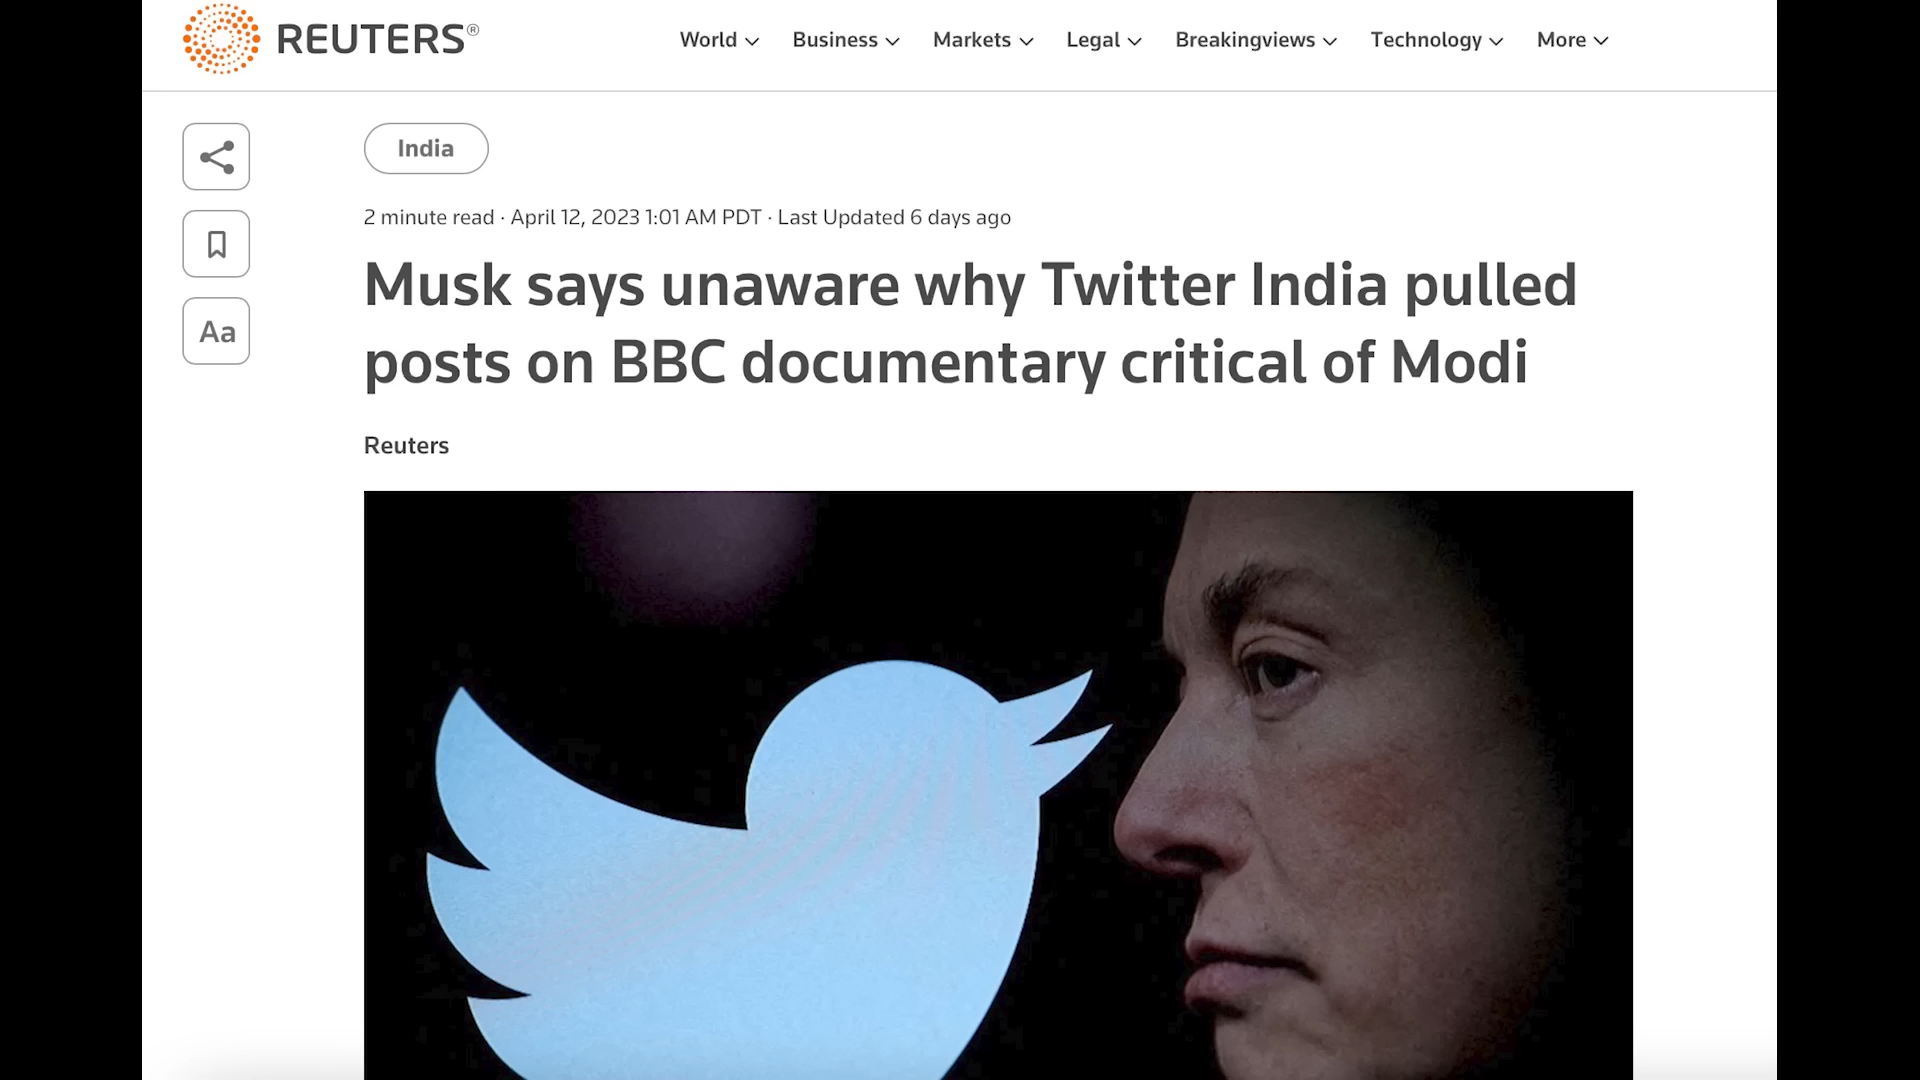 REUTERS®
World Business Markets Legal Breakingviews Technology More
India
2 minute read · April 12, 2023 1:01 AM PDT · Last Updated 6 days ago
Aa
Musk says unaware why Twitter India pulled
posts on BBC documentary critical of Modi
Reuters